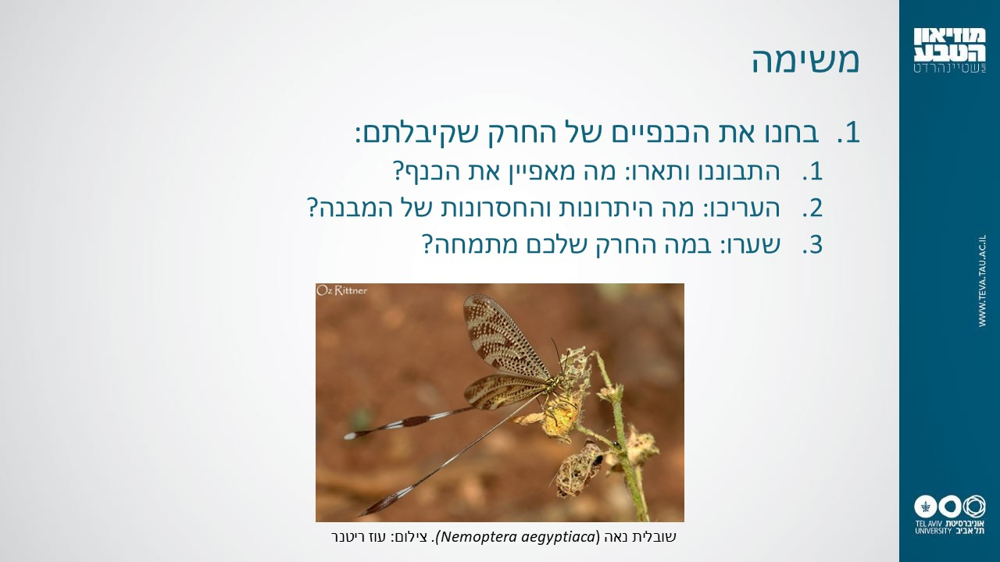 משימה
1. בחנו את הכנפיים של החרק שקיבלתם:
1. התבוננו ותארו: מה מאפיין את הכנף?
2. העריכו: מה היתרונות והחסרונות של המבנה?
3. שערו: במה החרק שלכם מתמחה?
Oz Rittner
שובלית נאה (Nemoptera aegyptiaca). צילום: עוז ריטנר
מוזיאון
הטבע
שטיינהרדט
WWW.TEVA.TAU.AC.IL
TEL AVIV UNIVERSITY
אוניברסיטת תל אביב